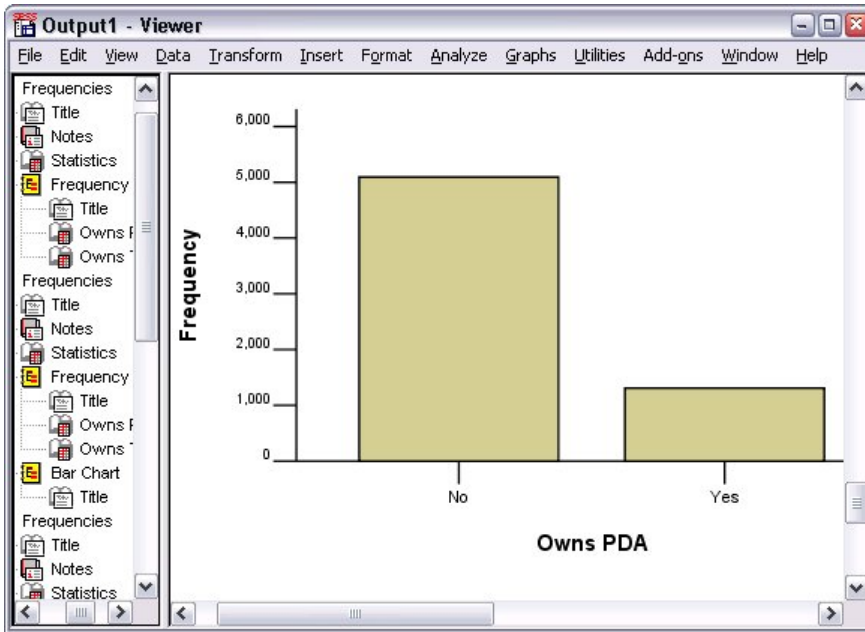 Output1 - Viewer
File Edit View Data Transform Insert Format Analyze Graphs Utilities Add-ons Window Help
Frequencies
Title
Notes
Statistics
Frequency
Title
Owns
Owns
Frequencies
Title
Notes
Statistics
Frequency
Title
Owns
Owns
Bar Chart
Title
Frequencies
Title
Notes
Statistics
6,000
5,000
4,000
3,000
2,000
1,000
0
Frequency
No Yes
Owns PDA